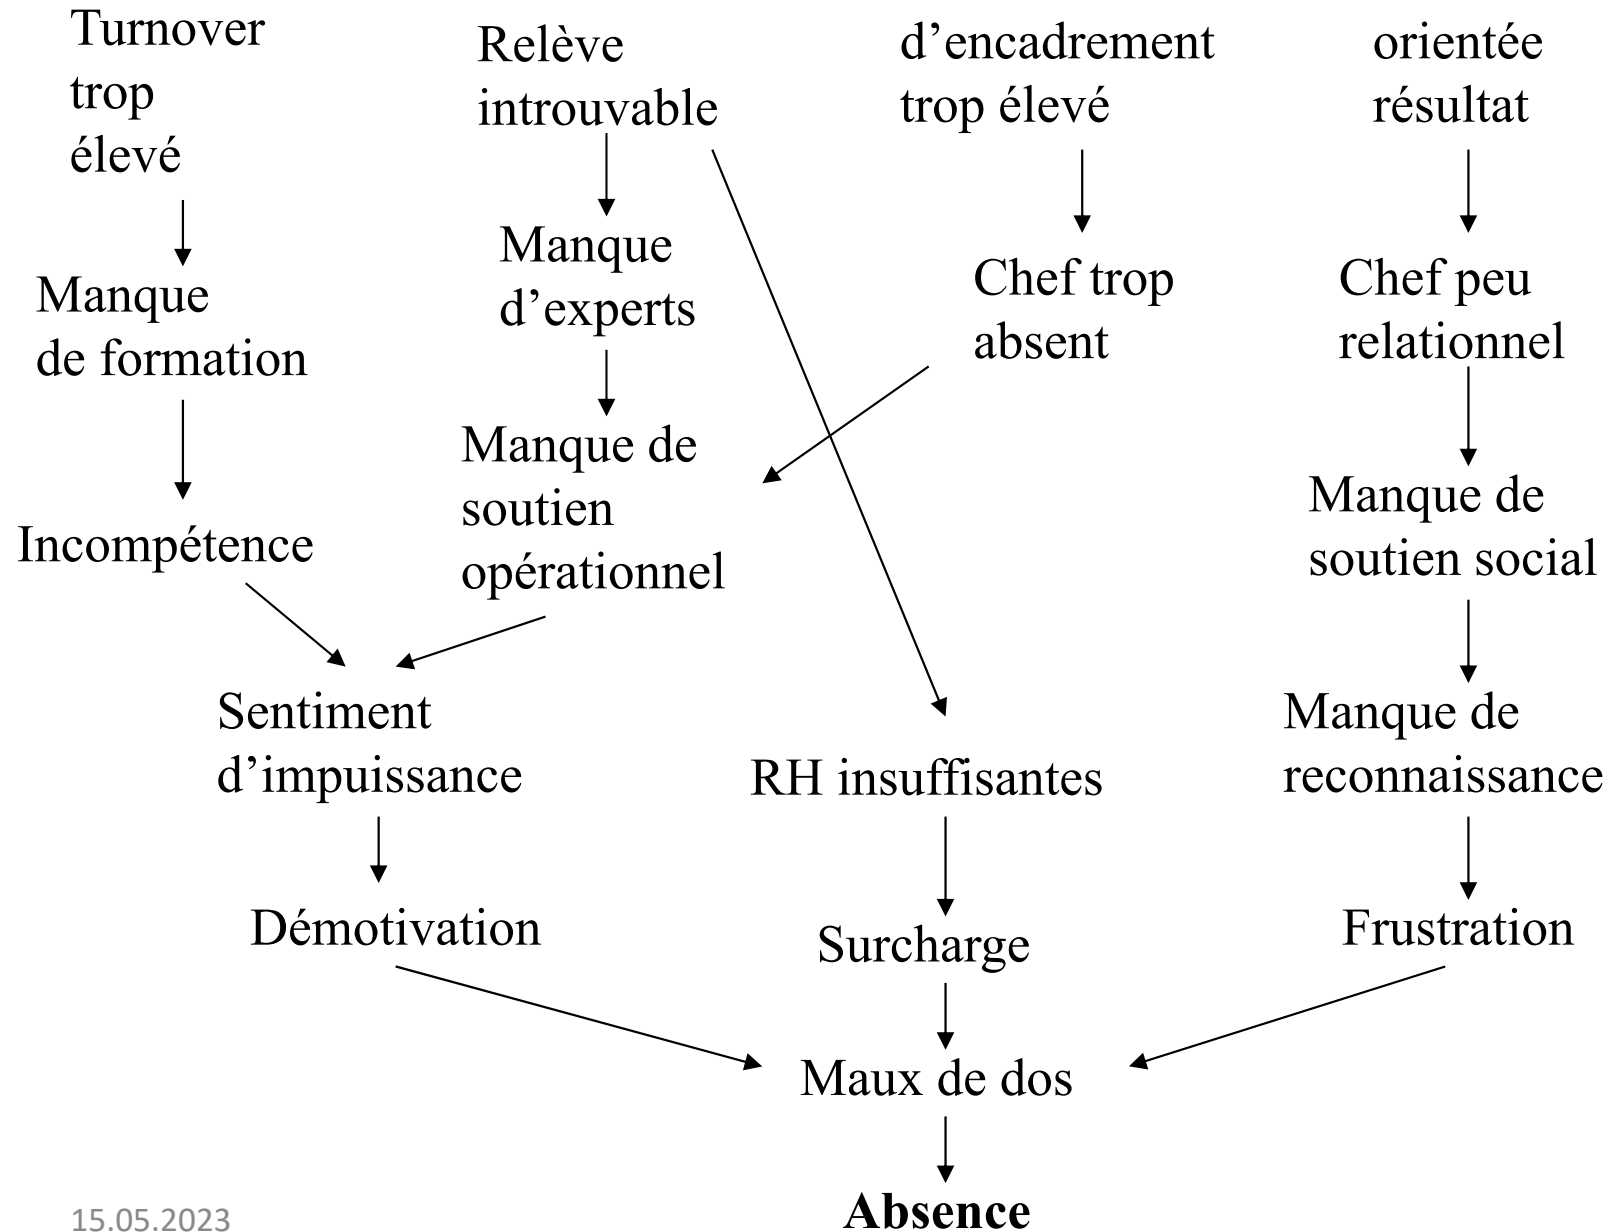 Turnover
trop
élevé
Relève
introuvable
d’encadrement
trop élevé
orientée
résultat
Manque
de formation
Manque
d’experts
Chef trop
absent
Chef peu
relationnel
Incompétence
Manque de
soutien
opérationnel
Manque de
soutien social
Sentiment
d’impuissance
RH insuffisantes
Manque de
reconnaissance
Démotivation
Surcharge
Frustration
Maux de dos
Absence
15.05.2023